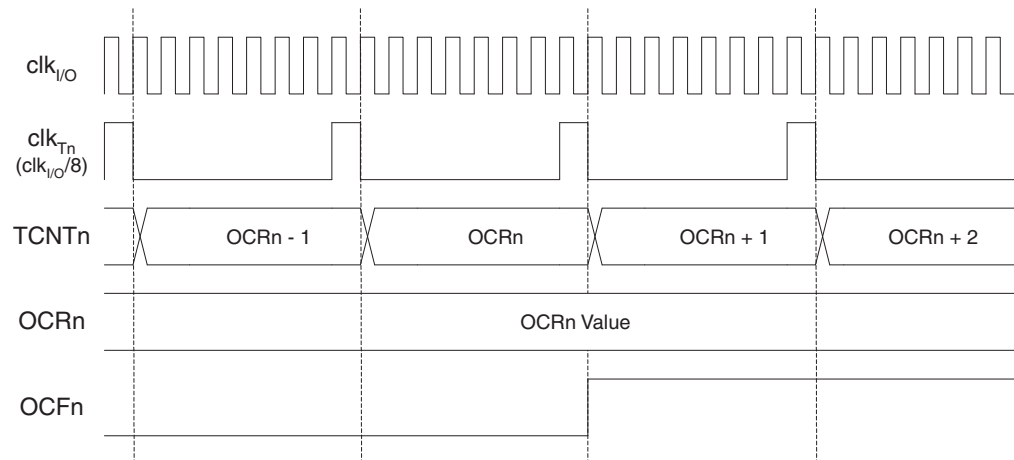 clkI/O
clkTn
(clkI/O/8)
TCNTn
OCRn - 1
OCRn
OCRn + 1
OCRn + 2
OCRn
OCRn Value
OCFn